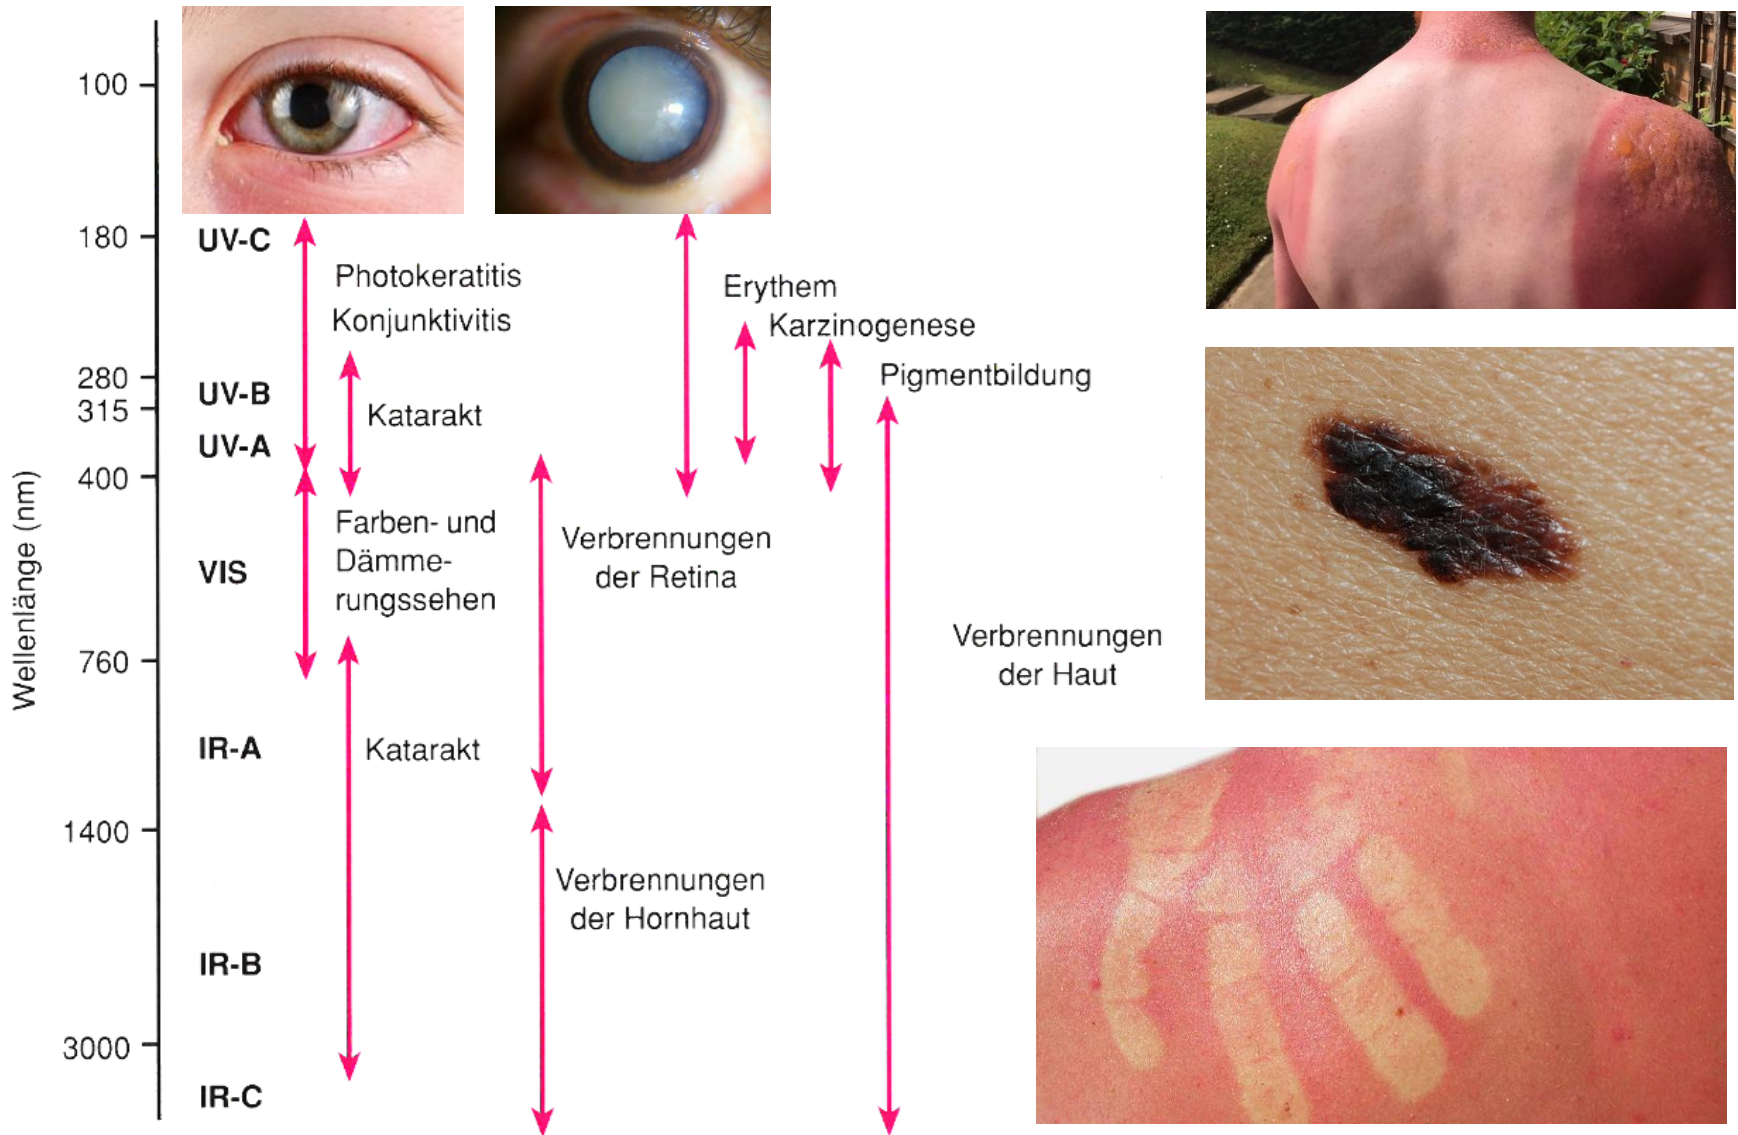 Wellenlänge (nm)
100
180
280
315
400
760
1400
3000
UV-C
UV-B
UV-A
VIS
IR-A
IR-B
IR-C
Photokeratitis
Konjunktivitis
Katarakt
Farben- und
Dämme-
rungssehen
Katarakt
Verbrennungen
der Retina
Verbrennungen
der Hornhaut
Erythem
Karzinogenese
Pigmentbildung
Verbrennungen
der Haut